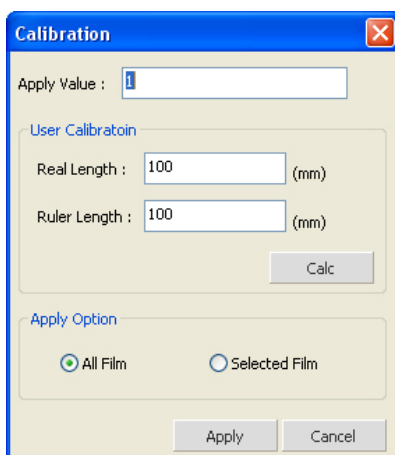 Calibration
Apply Value : 1
User Calibratoin
Real Length : 100 (mm)
Ruler Length : 100 (mm)
Calc
Apply Option
All Film Selected Film
Apply Cancel